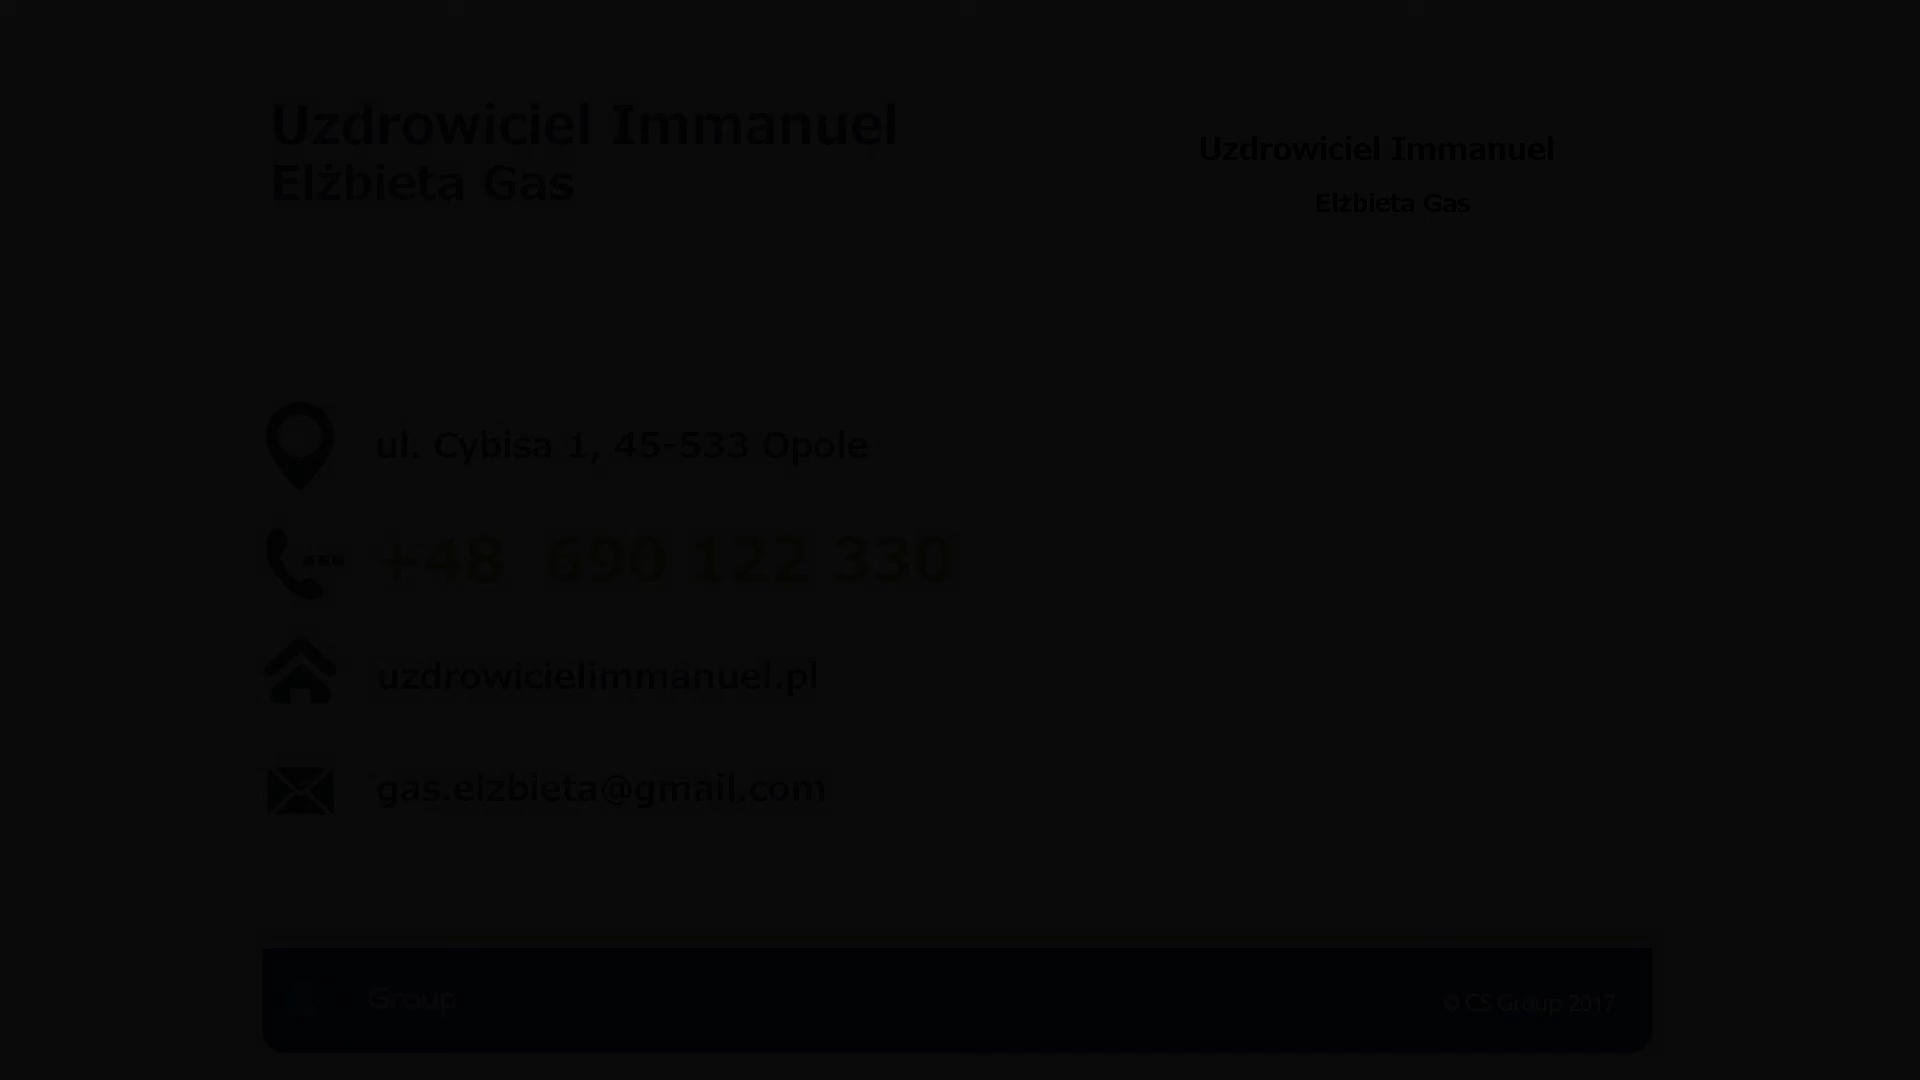 Uzdrowiciel Immanuel
Elżbieta Gas
Uzdrowiciel Immanuel
Elżbieta Gas
ul. Cybisa 1, 45-533 Opole
+48 690 122 330
uzdrowicielimmanuel.pl
gas.elzbieta@gmail.com
Group
© CS Group 2017